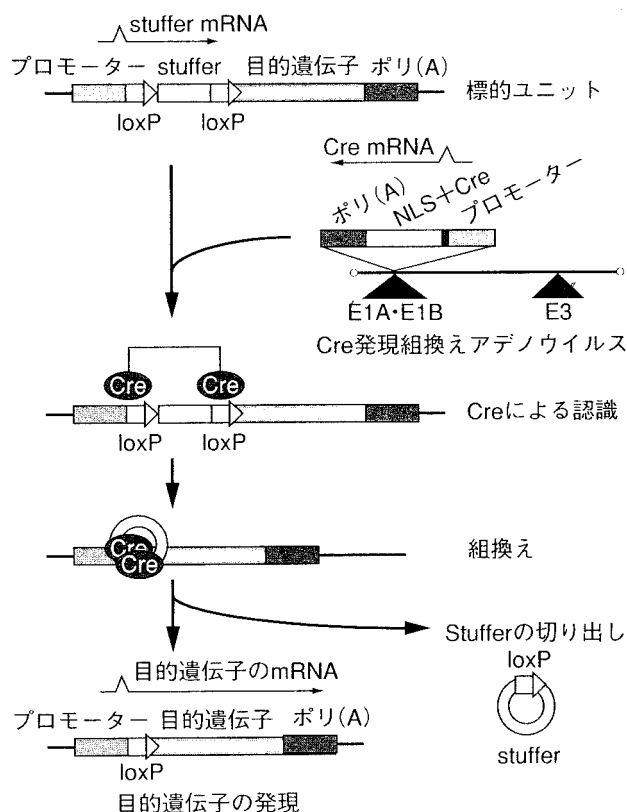 stuffer mRNA
プロモーター stuffer 目的遺伝子 ポリ(A)
標的ユニット
loxP loxP
Cre mRNA
ポリ(A) NLS+Cre プロモーター
E1A・E1B E3
Cre発現組換えアデノウイルス
Cre Cre
Creによる認識
loxP loxP
Cre
Cre
組換え
Stufferの切り出し
目的遺伝子のmRNA
loxP
プロモーター 目的遺伝子 ポリ(A)
stuffer
loxP
目的遺伝子の発現